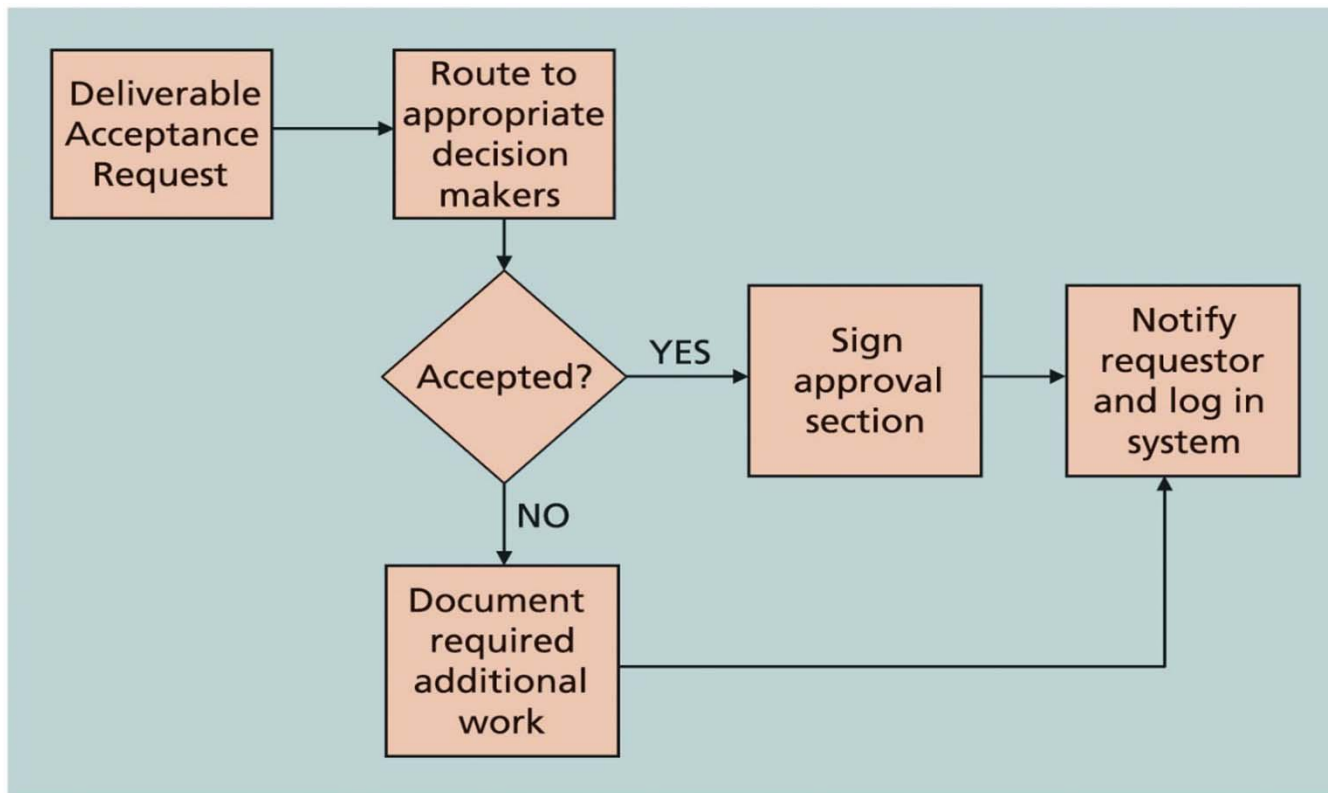 Deliverable
Acceptance
Request
Route to
appropriate
decision
makers
Accepted?
YES
Sign
approval
section
Notify
requestor
and log in
system
NO
Document
required
additional
work